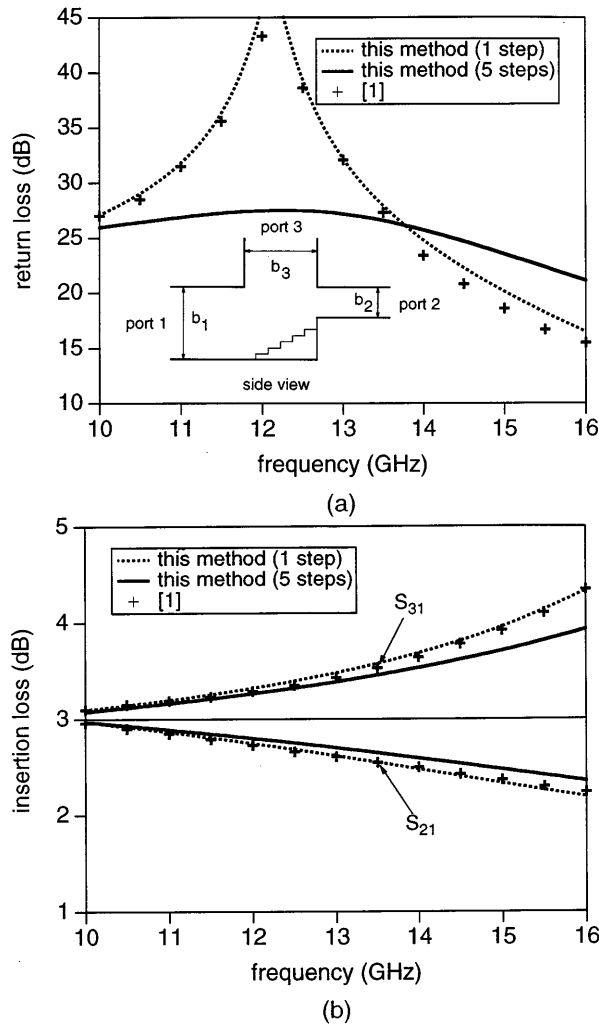 45
40
35
30
25
20
15
10
return loss (dB)
this method (1 step)
this method (5 steps)
[1]
port 3
b3
port 1
b1
b2
port 2
side view
10
11
12
13
14
15
16
frequency (GHz)
(a)
5
4
3
2
1
insertion loss (dB)
this method (1 step)
this method (5 steps)
[1]
S31
S21
10
11
12
13
14
15
16
frequency (GHz)
(b)